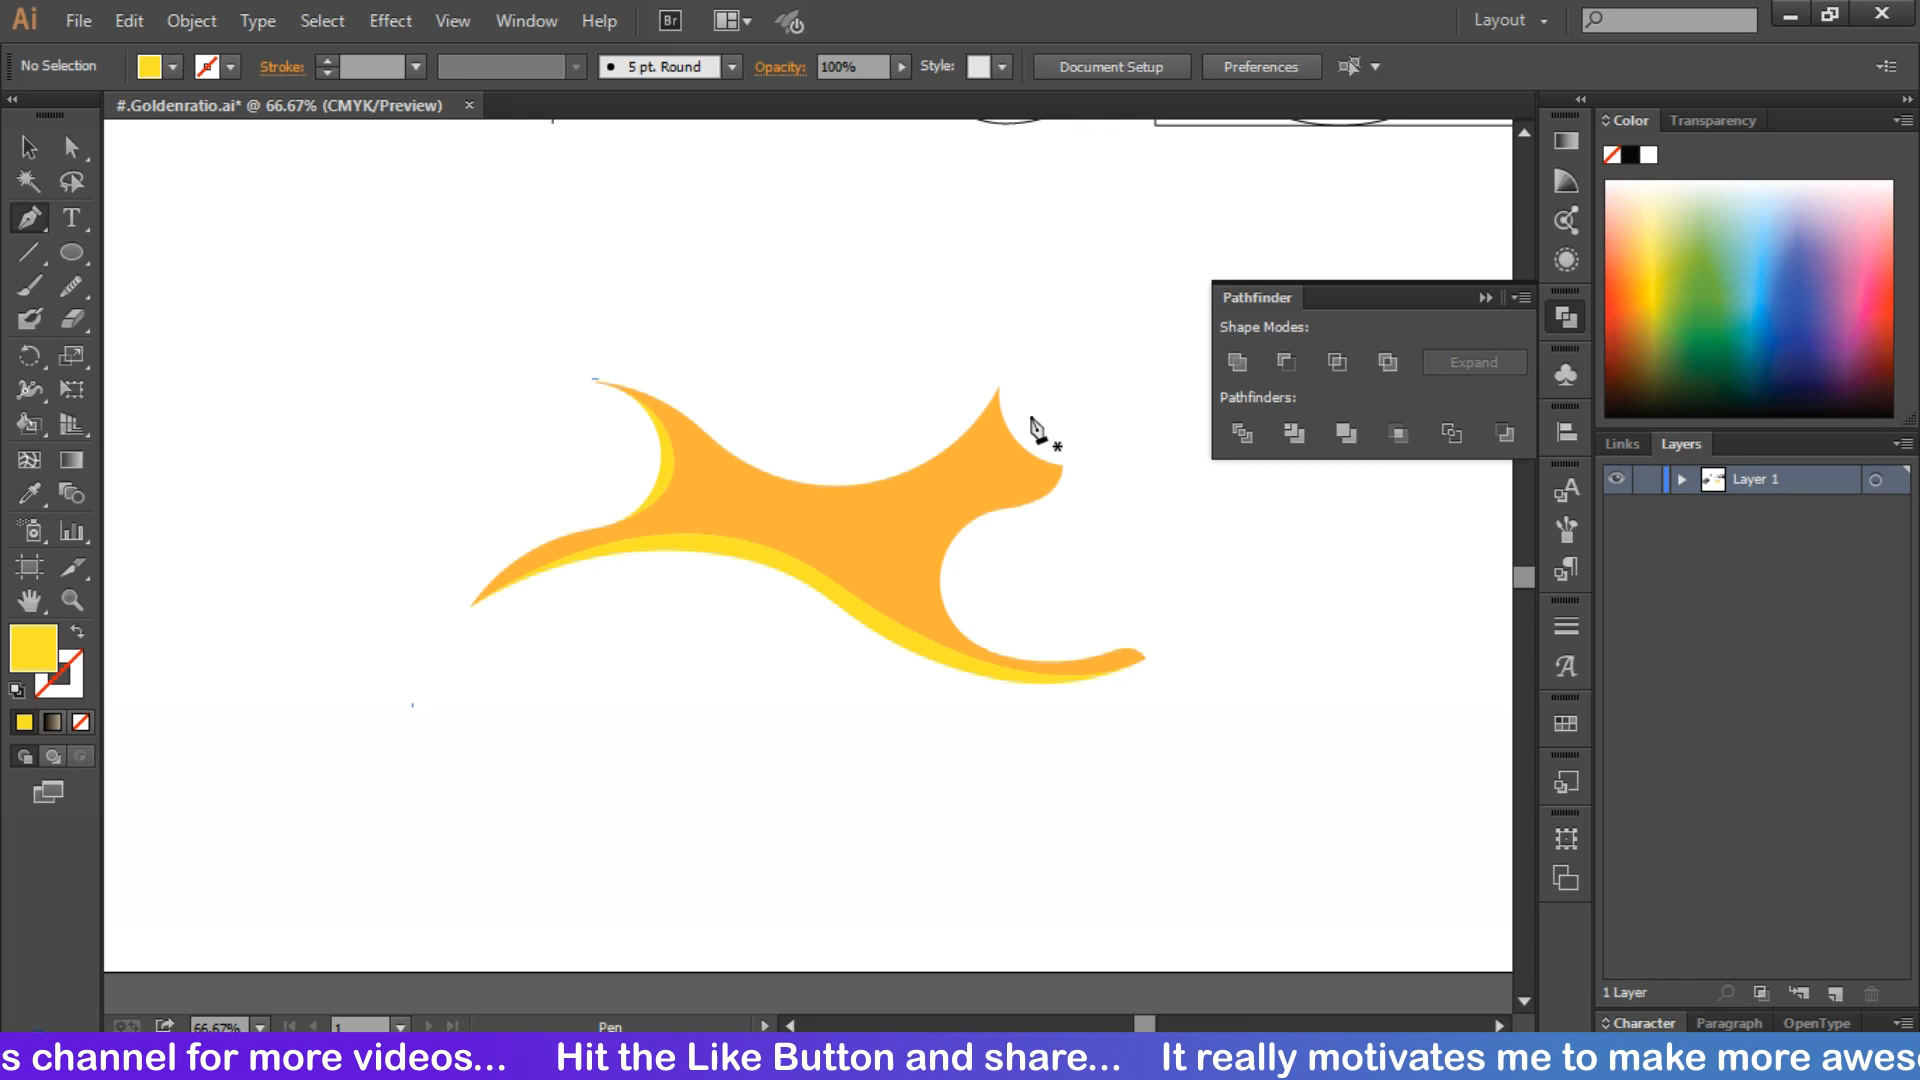 Ai File Edit Object Type Select Effect View Window Help Br Layout
No Selection Stroke: 5 pt. Round Opacity: 100% Style: Document Setup Preferences
#.Goldenratio.ai* @ 66.67% (CMYK/Preview)
Color Transparency
Pathfinder
Shape Modes:
Expand
Pathfinders:
Links Layers
Layer 1
1 Layer
66.67% 1 Pen
Character Paragraph OpenType
s channel for more videos... Hit the Like Button and share... It really motivates me to make more awes